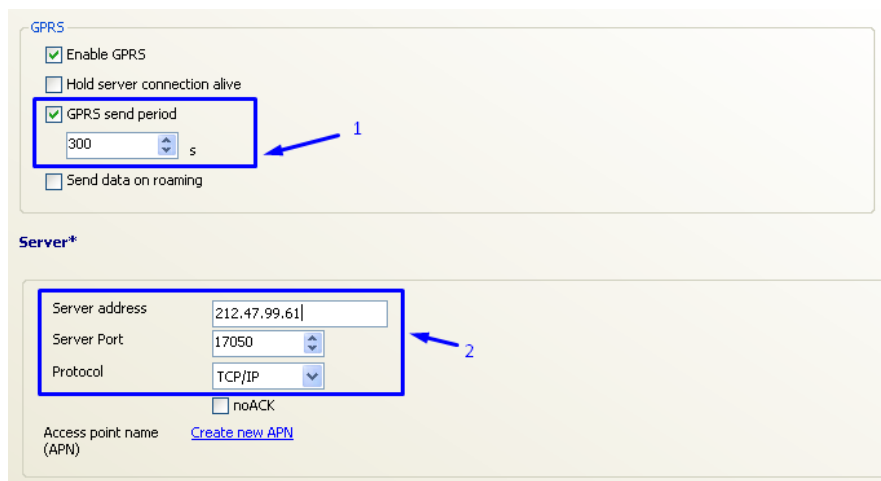 GPRS
Enable GPRS
Hold server connection alive
GPRS send period
300 s
1
Send data on roaming
Server*
Server address 212.47.99.61
Server Port 17050
2
Protocol TCP/IP
noACK
Access point name Create new APN
(APN)